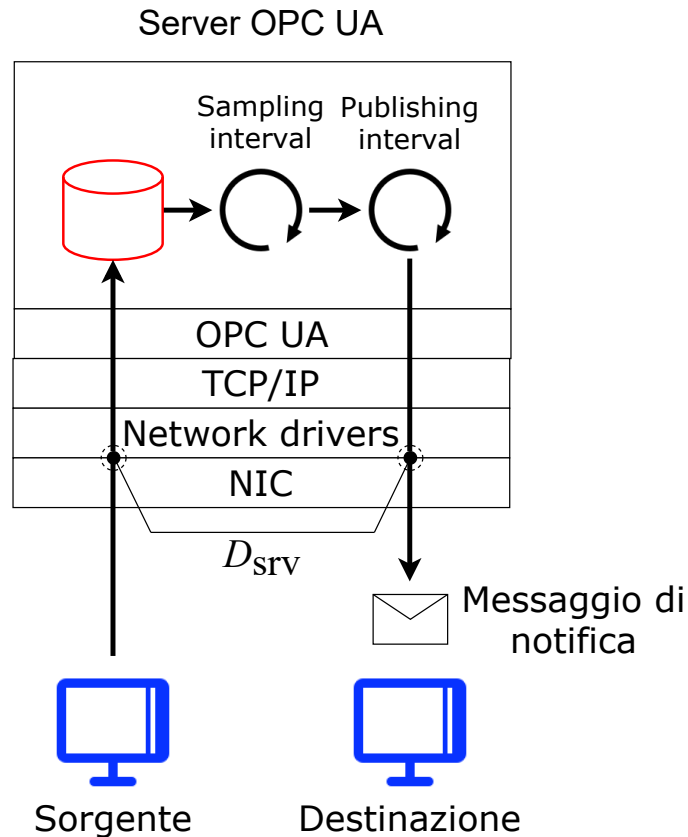 Server OPC UA
Sampling
interval
Publishing
interval
OPC UA
TCP/IP
Network drivers
NIC
D_srv
Messaggio di
notifica
Sorgente
Destinazione